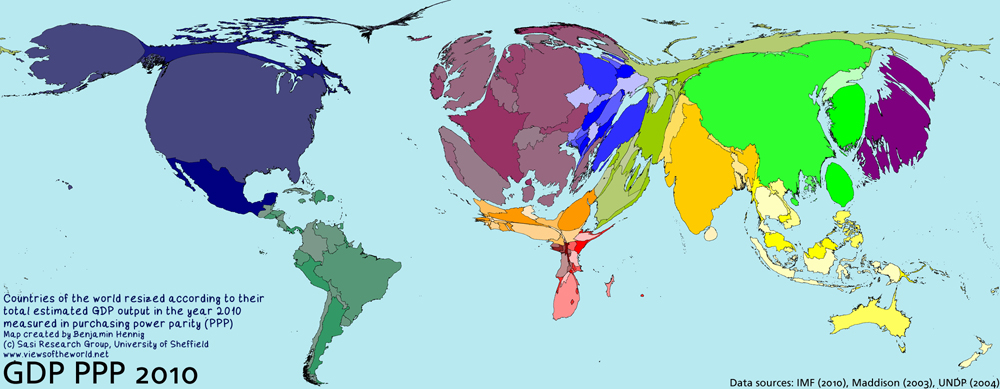 Countries of the world resized according to their
total estimated GDP output in the year 2010
measured in purchasing power parity (PPP)
Map created by Benjamin Hennig
(c) Sasi Research Group, University of Sheffield
www.viewsoftheworld.net
GDP PPP 2010
Data sources: IMF (2010), Maddison (2003), UNDP (2004)